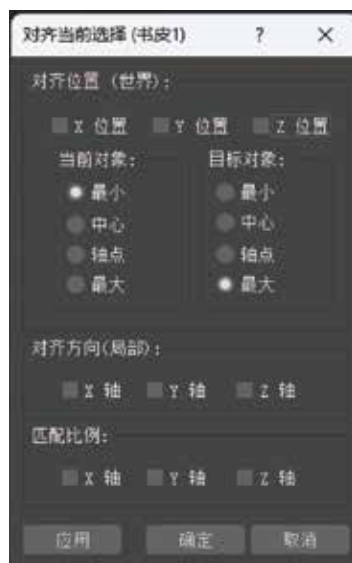 对齐当前选择 (书皮1) ? ×
对齐位置 (世界):
X 位置 Y 位置 Z 位置
当前对象: 目标对象:
最小 最小
中心 中心
轴点 轴点
最大 最大
对齐方向(局部):
X 轴 Y 轴 Z 轴
匹配比例:
X 轴 Y 轴 Z 轴
应用 确定 取消